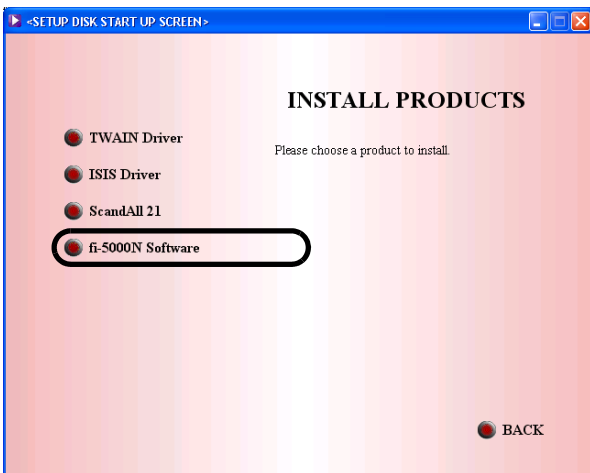 <SETUP DISK START UP SCREEN>
INSTALL PRODUCTS
Please choose a product to install.
TWAIN Driver
ISIS Driver
ScandAll 21
fi-5000N Software
BACK